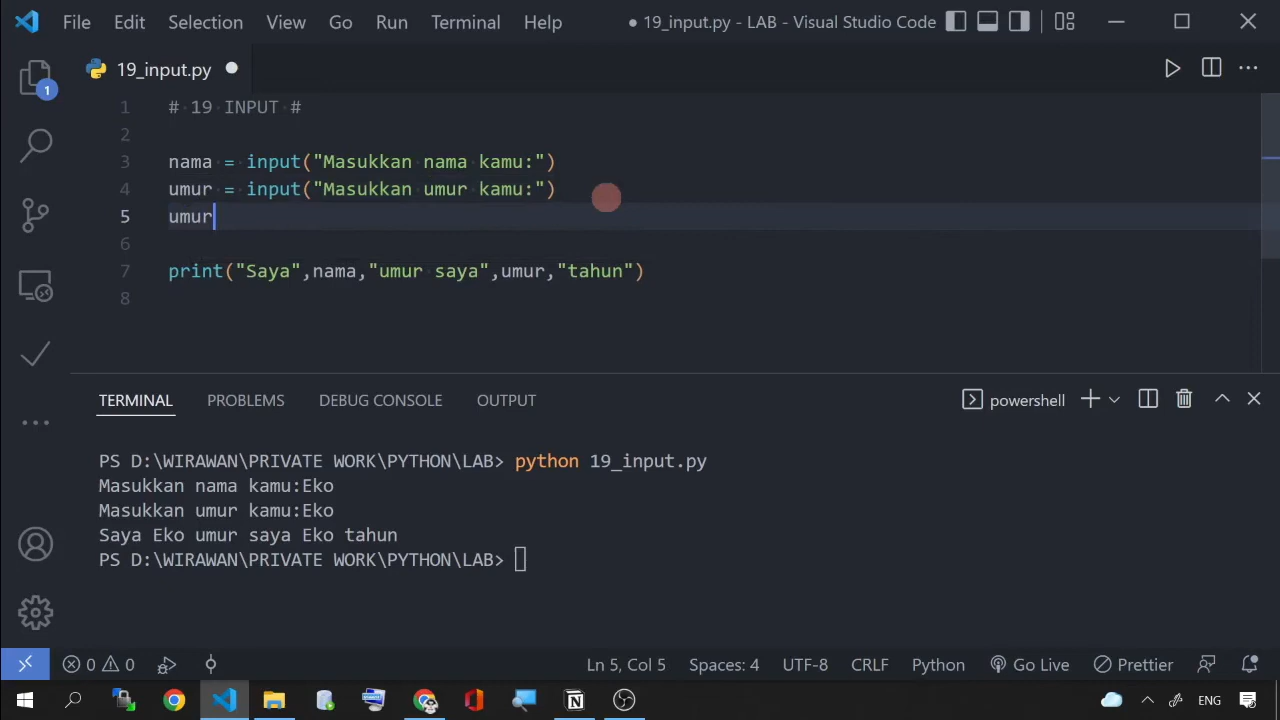 File Edit Selection View Go Run Terminal Help ● 19_input.py - LAB - Visual Studio Code
19_input.py
1
1 # 19 INPUT #
2
3 nama = input("Masukkan nama kamu:")
4 umur = input("Masukkan umur kamu:")
5 umur
6
7 print("Saya",nama,"umur saya",umur,"tahun")
8
TERMINAL PROBLEMS DEBUG CONSOLE OUTPUT powershell
PS D:\WIRAWAN\PRIVATE WORK\PYTHON\LAB> python 19_input.py
Masukkan nama kamu:Eko
Masukkan umur kamu:Eko
Saya Eko umur saya Eko tahun
PS D:\WIRAWAN\PRIVATE WORK\PYTHON\LAB>
0 0 Ln 5, Col 5 Spaces: 4 UTF-8 CRLF Python Go Live Prettier
ENG